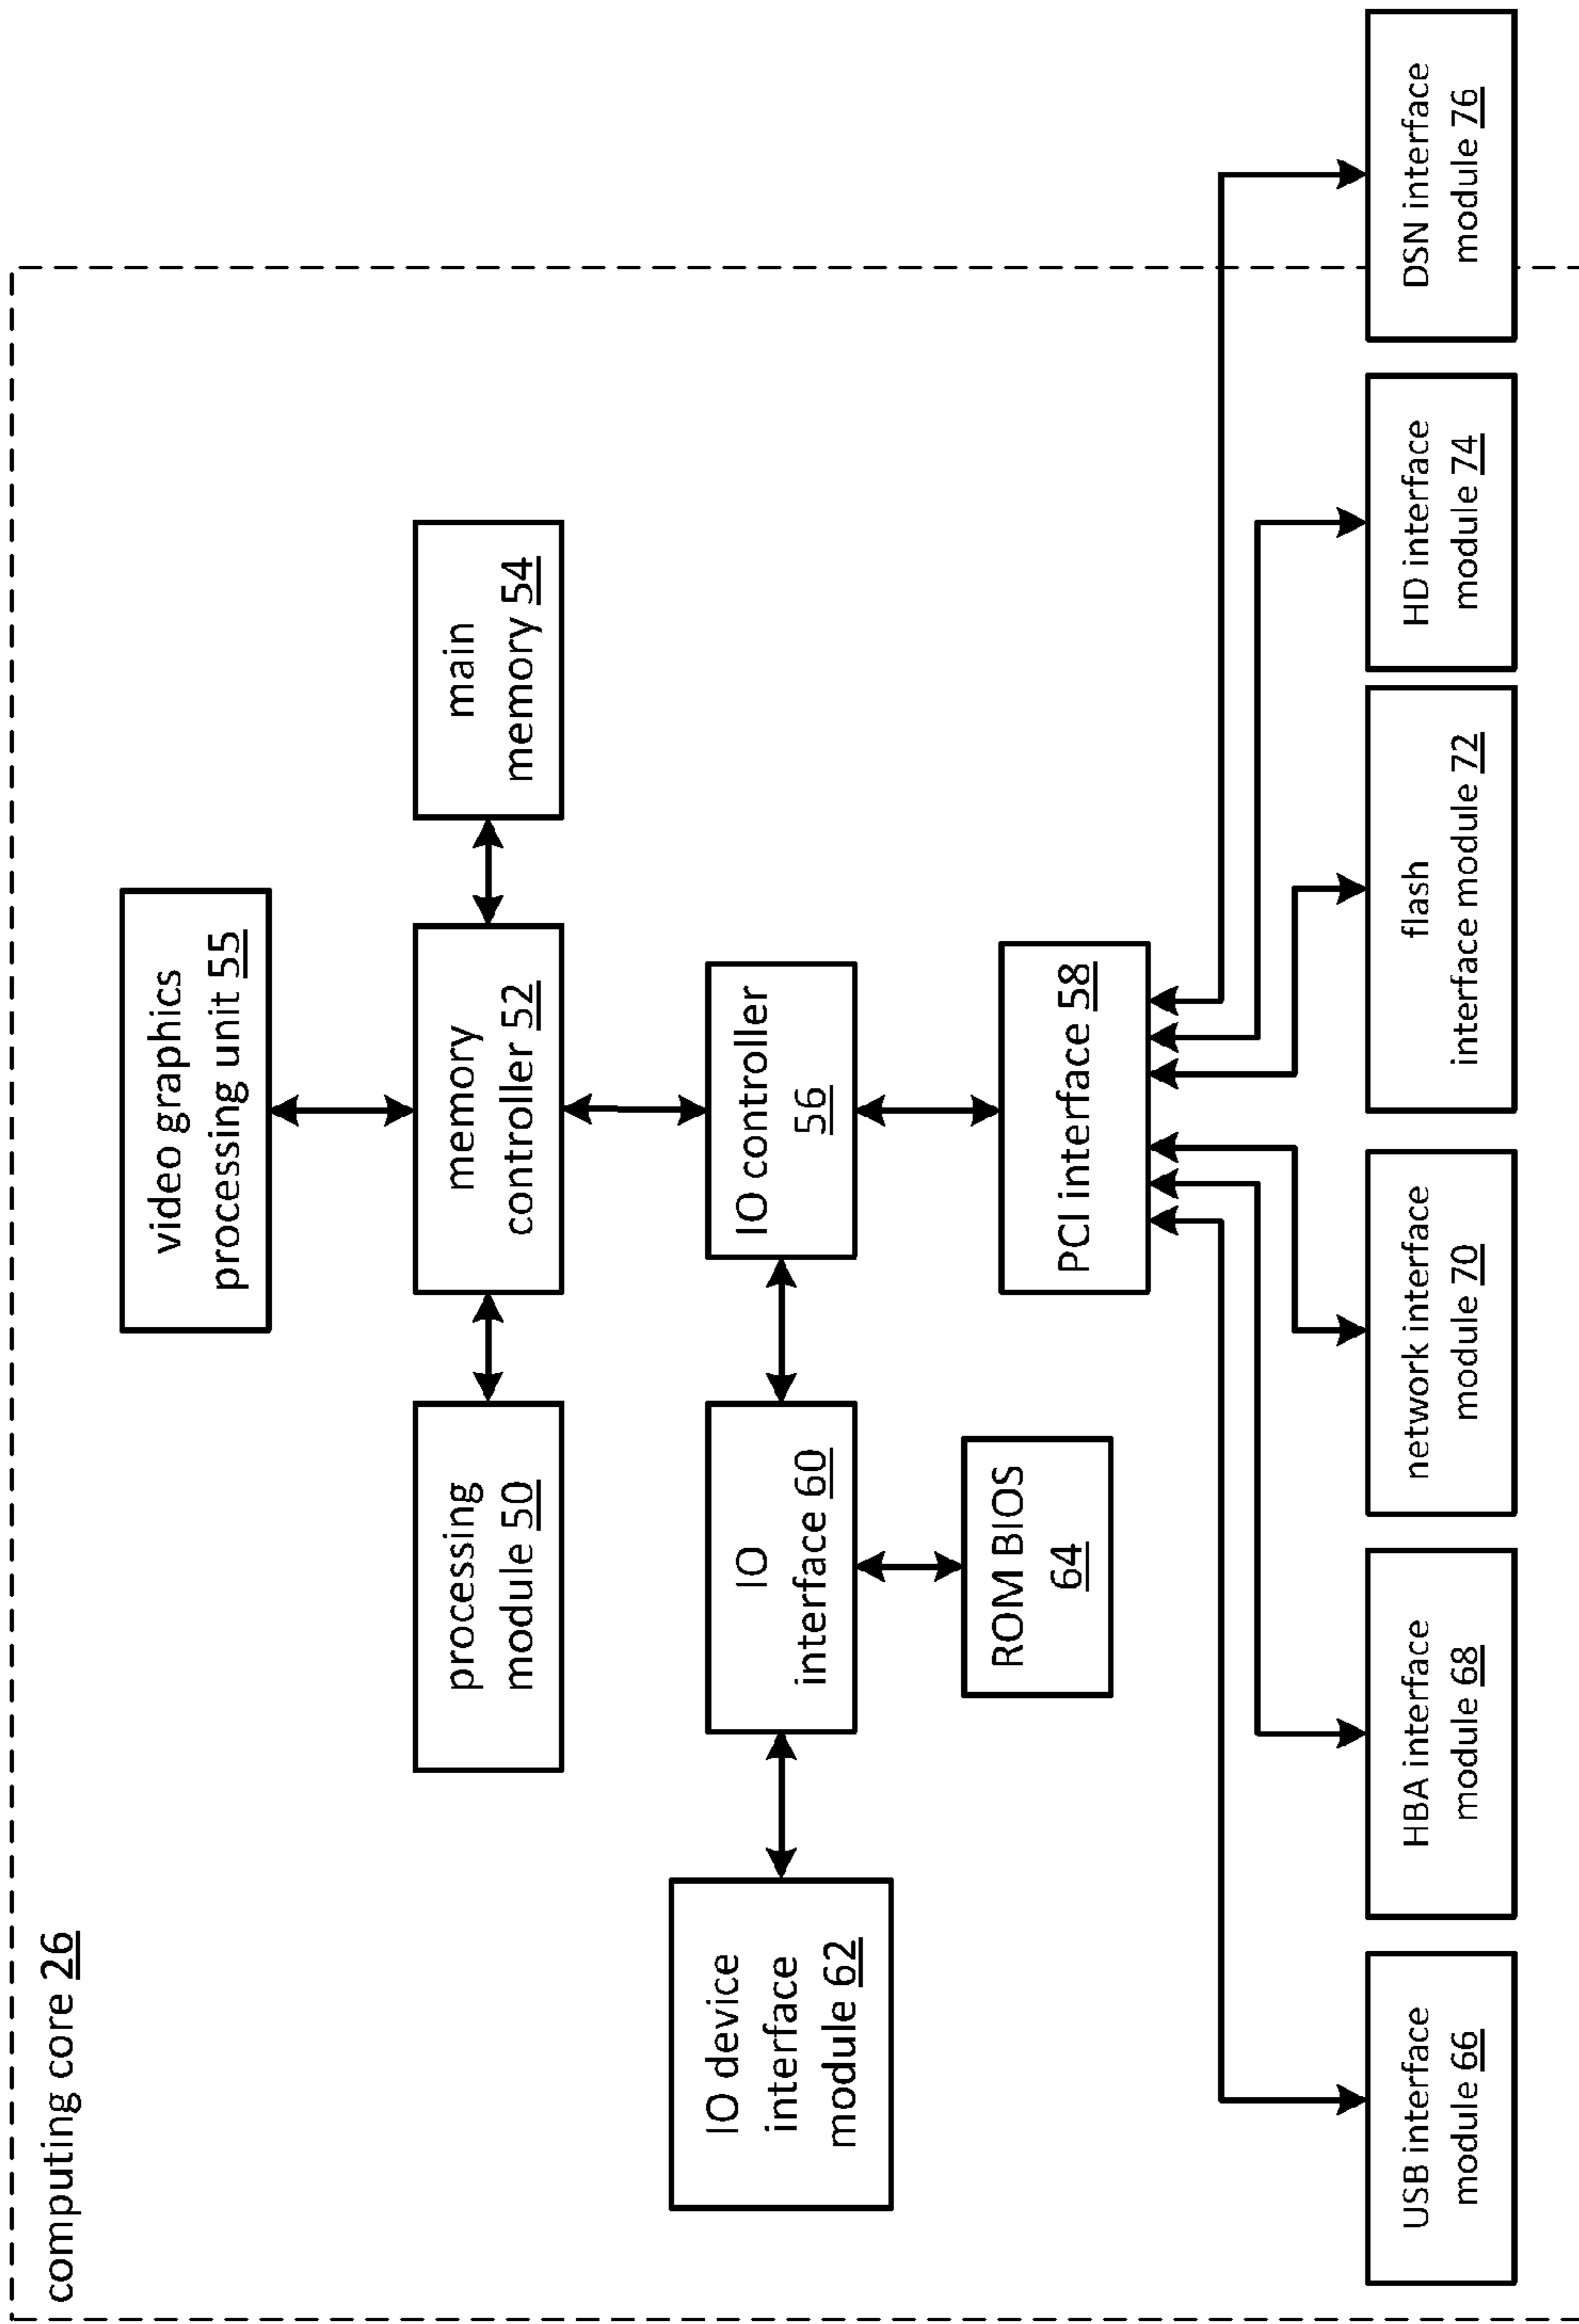 computing core 26
video graphics
processing unit 55
processing
module 50
memory
controller 52
main
memory 54
IO device
interface
module 62
IO
interface 60
IO controller
56
ROM BIOS
64
PCI interface 58
USB interface
module 66
HBA interface
module 68
network interface
module 70
flash
interface module 72
HD interface
module 74
DSN interface
module 76